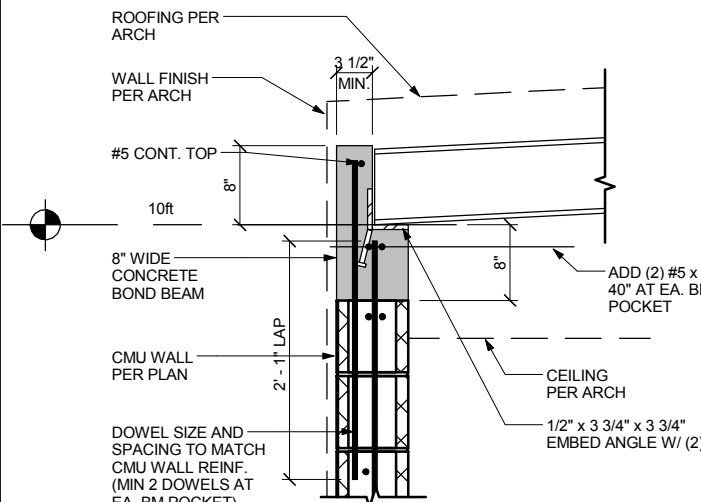 ROOFING PER
ARCH
3 1/2"
MIN.
WALL FINISH
PER ARCH
#5 CONT. TOP
8"
10ft
8" WIDE
CONCRETE
BOND BEAM
8"
ADD (2) #5 x
40" AT EA.
POCKET
2' - 1" LAP
CMU WALL
PER PLAN
CEILING
PER ARCH
1/2" x 3 3/4" x 3 3/4"
EMBED ANGLE W/ (2)
DOWEL SIZE AND
SPACING TO MATCH
CMU WALL REINF.
(MIN 2 DOWELS AT
EA. BM POCKET)